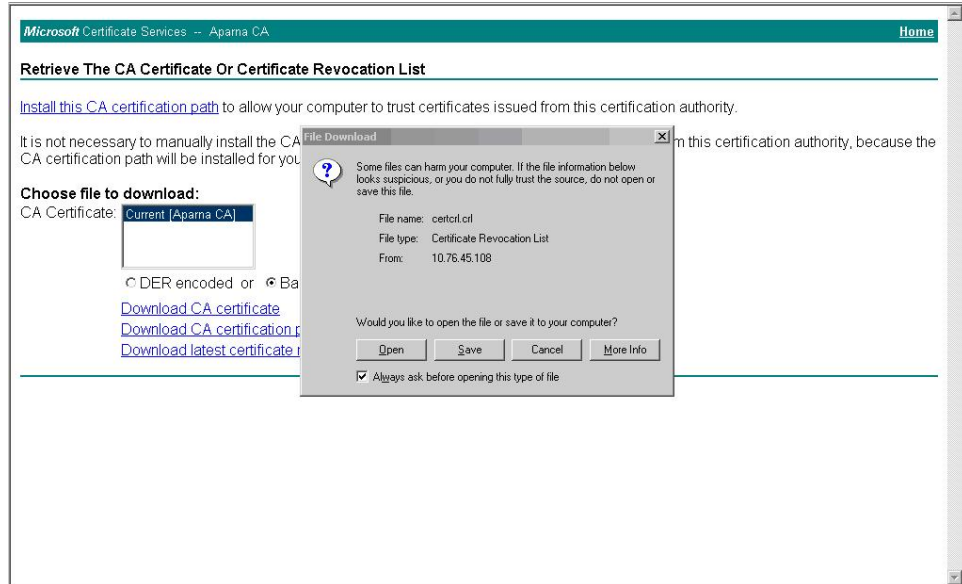 Microsoft Certificate Services -- Aparna CA Home
Retrieve The CA Certificate Or Certificate Revocation List
Install this CA certification path to allow your computer to trust certificates issued from this certification authority.
It is not necessary to manually install the CA m this certification authority, because the
CA certification path will be installed for you
Choose file to download:
CA Certificate: Current [Aparna CA]
DER encoded or Ba
Download CA certificate
Download CA certification p
Download latest certificate r
File Download
Some files can harm your computer. If the file information below
looks suspicious, or you do not fully trust the source, do not open or
save this file.
File name: certcrl.crl
File type: Certificate Revocation List
From: 10.76.45.108
Would you like to open the file or save it to your computer?
Open Save Cancel More Info
Always ask before opening this type of file